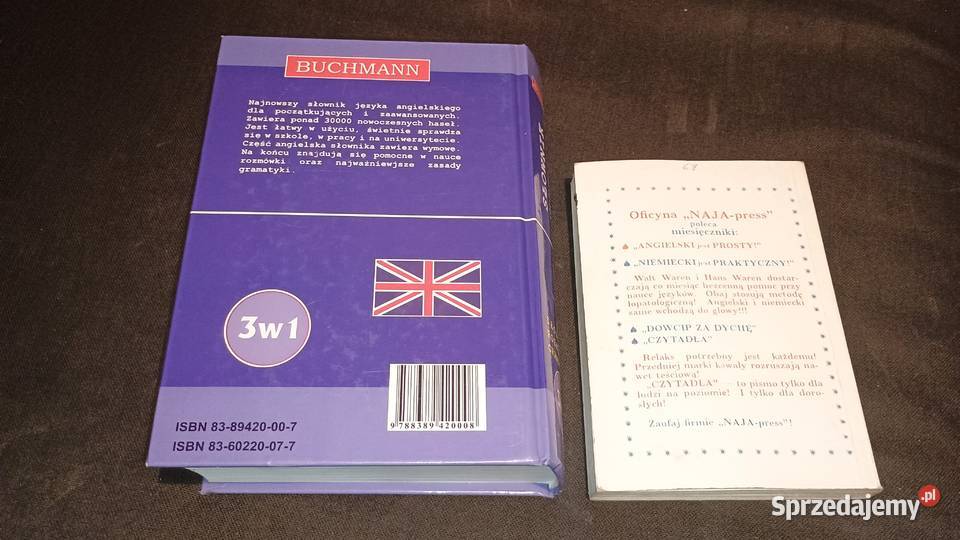 BUCHMANN
Najnowszy słownik języka angielskiego
dla początkujących i zaawansowanych.
Zawiera ponad 30000 nowoczesnych haseł.
Jest łatwy w użyciu, świetnie sprawdza
się w szkole, w pracy i na uniwersytecie.
Część angielska słownika zawiera wymowę.
Na końcu znajdują się pomocne w nauce
rozmówki oraz najważniejsze zasady
gramatyki.
3w1
ISBN 83-89420-00-7
ISBN 83-60220-07-7
9 788389 420008
SŁOWNIK
Oficyna „NAJA-press”
poleca
miesięczniki:
„ANGIELSKI jest PROSTY!”
„NIEMIECKI jest PRAKTYCZNY!”
Walt Waren i Hans Waren dostar-
czają co miesiąc bezcenną pomoc przy
nauce języków. Obaj stosują metodę
łopatologiczną! Angielski i niemiecki
same wchodzą do głowy!!!
„DOWCIP ZA DYCHĘ”
„CZYTADŁA”
Relaks potrzebny jest każdemu!
Przedniej marki kawały rozruszają na-
wet teściową!
„CZYTADŁA” — to pismo tylko dla
ludzi na poziomie! I tylko dla doro-
słych!
Zaufaj firmie „NAJA-press”!
Sprzedajemy.pl